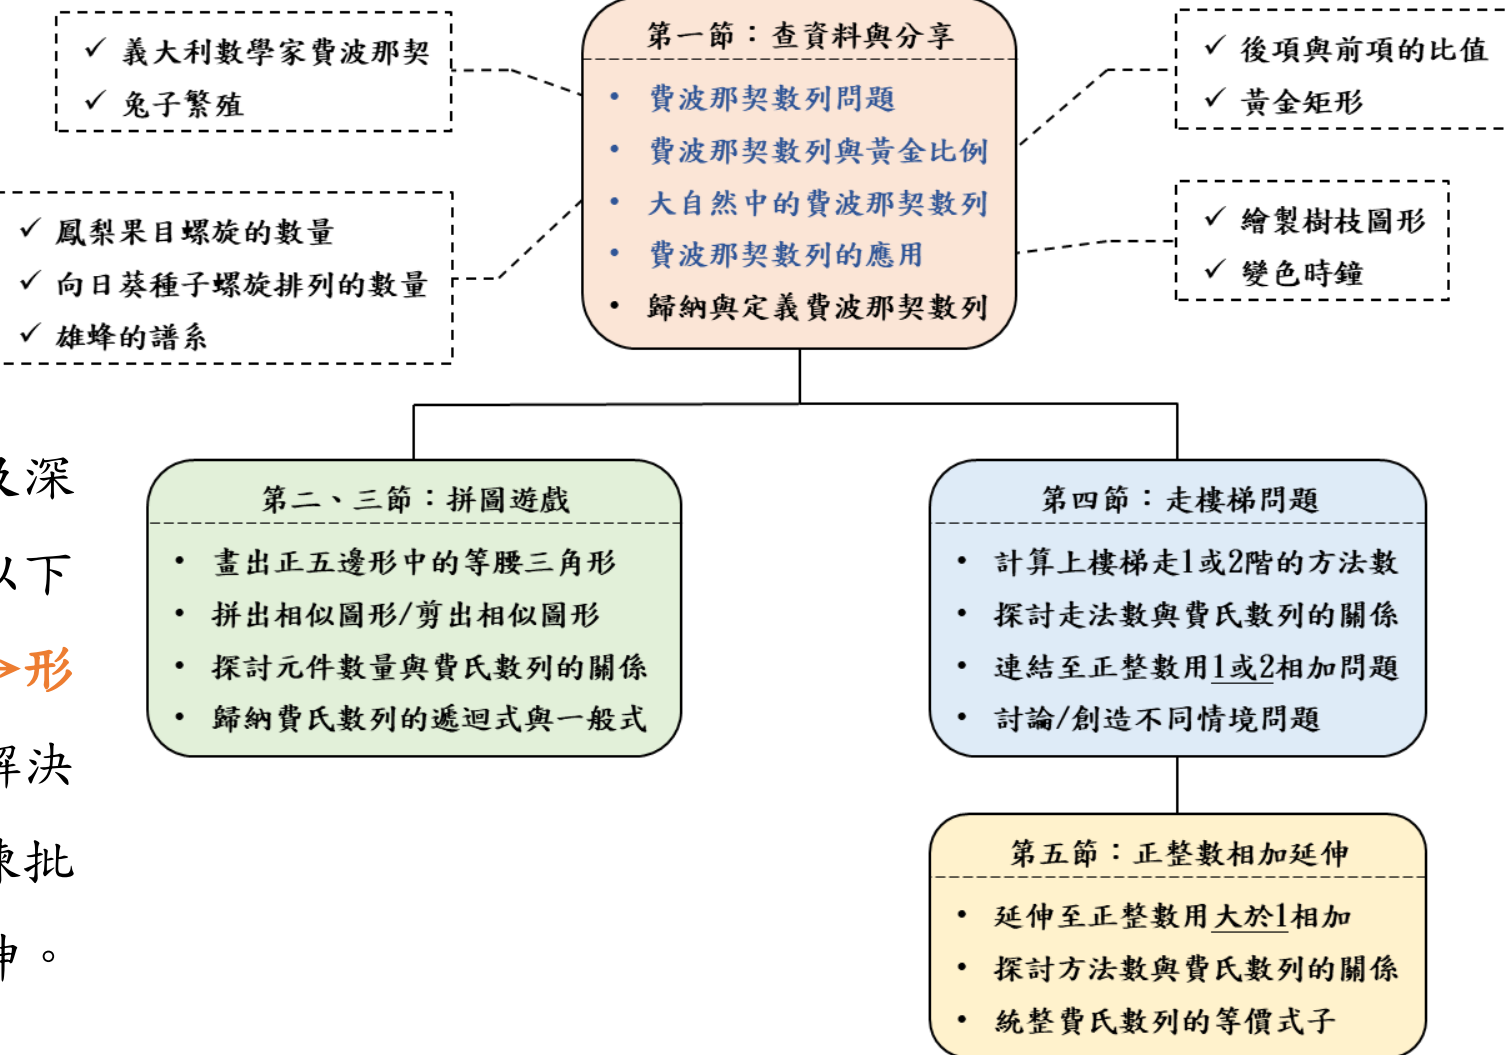 ✓ 義大利數學家費波那契
✓ 兔子繁殖
第一節：查資料與分享
• 費波那契數列問題
• 費波那契數列與黃金比例
• 大自然中的費波那契數列
• 費波那契數列的應用
• 歸納與定義費波那契數列
✓ 後項與前項的比值
✓ 黃金矩形
✓ 鳳梨果目螺旋的數量
✓ 向日葵種子螺旋排列的數量
✓ 雄蜂的譜系
✓ 繪製樹枝圖形
✓ 變色時鐘
及深
以下
→形
解決
練批
伸。
第二、三節：拼圖遊戲
• 畫出正五邊形中的等腰三角形
• 拼出相似圖形/剪出相似圖形
• 探討元件數量與費氏數列的關係
• 歸納費氏數列的遞迴式與一般式
第四節：走樓梯問題
• 計算上樓梯走1或2階的方法數
• 探討走法數與費氏數列的關係
• 連結至正整數用1或2相加問題
• 討論/創造不同情境問題
第五節：正整數相加延伸
• 延伸至正整數用大於1相加
• 探討方法數與費氏數列的關係
• 統整費氏數列的等價式子